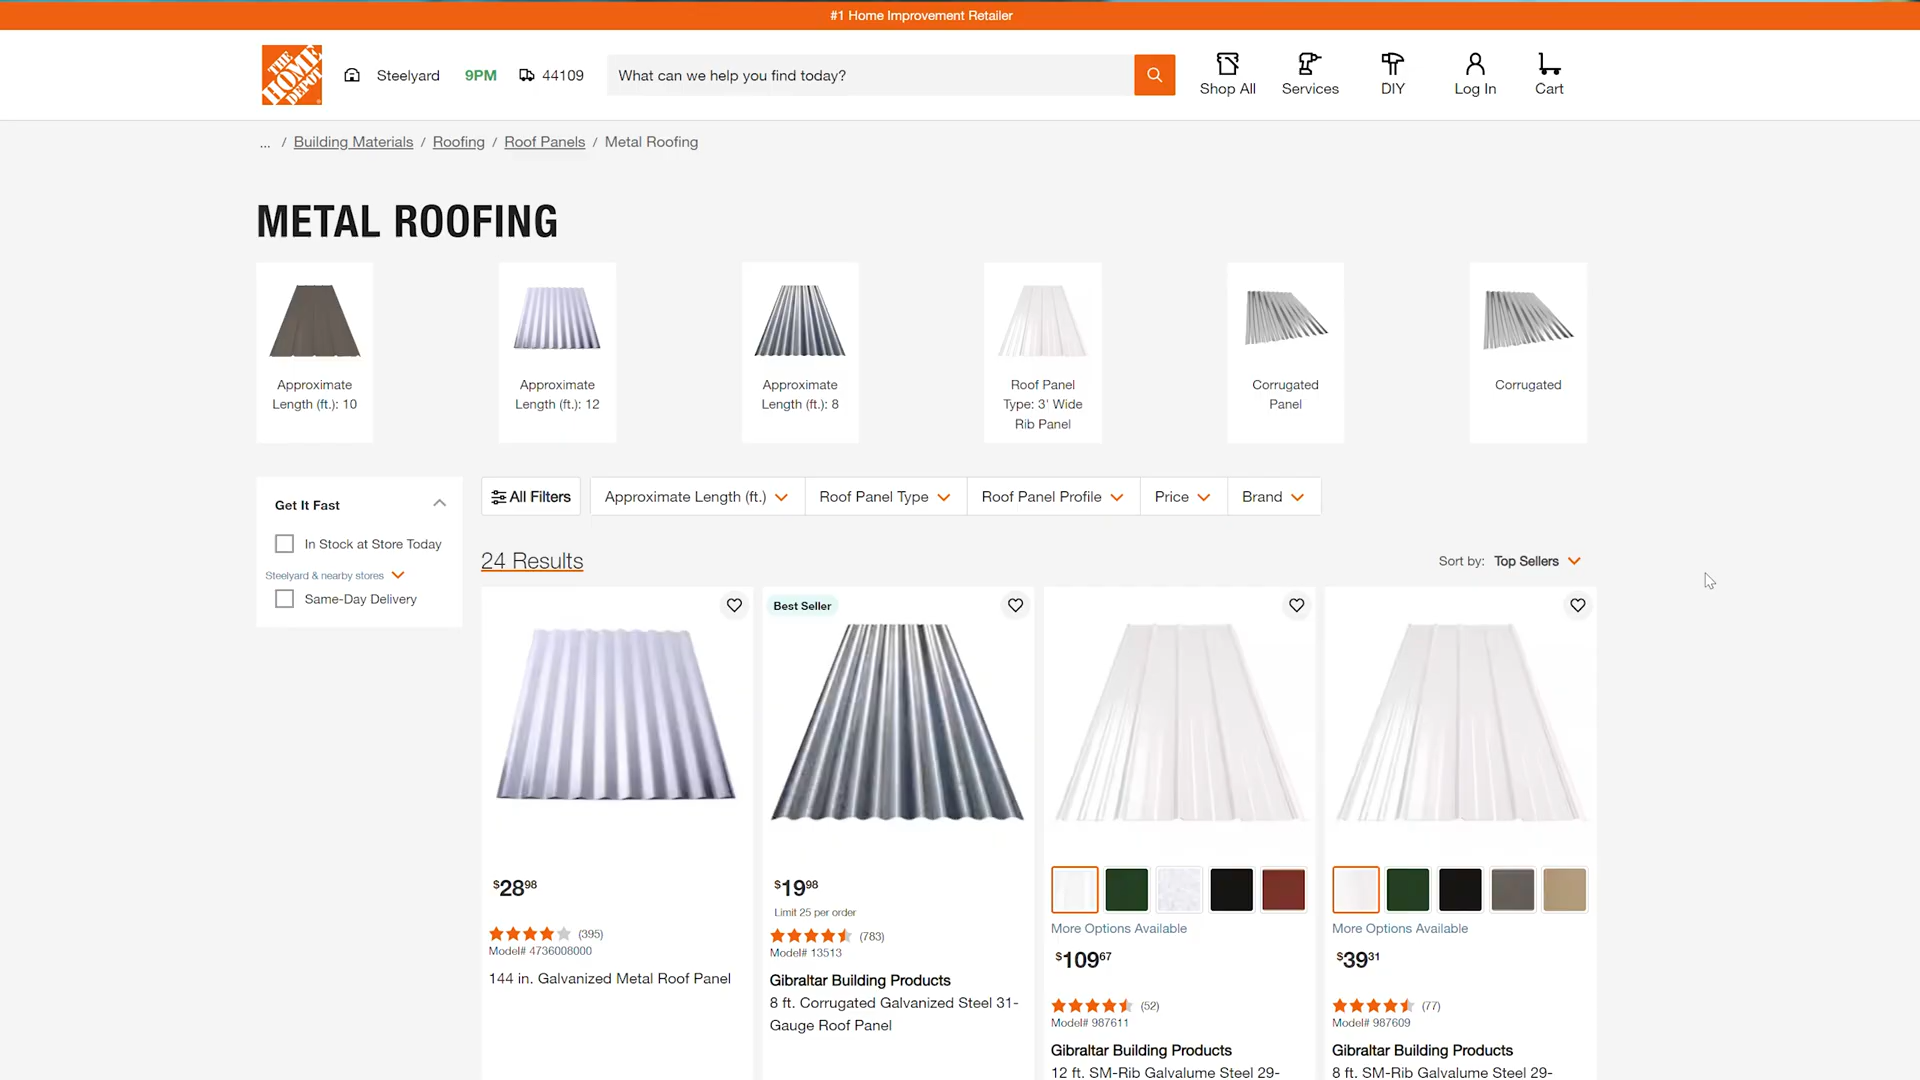 #1 Home Improvement Retailer
THE HOME DEPOT
Steelyard 9PM 44109
What can we help you find today?
Shop All Services DIY Log In Cart
... / Building Materials / Roofing / Roof Panels / Metal Roofing
METAL ROOFING
Approximate
Length (ft.): 10
Approximate
Length (ft.): 12
Approximate
Length (ft.): 8
Roof Panel
Type: 3' Wide
Rib Panel
Corrugated
Panel
Corrugated
Get It Fast
In Stock at Store Today
Steelyard & nearby stores
Same-Day Delivery
All Filters Approximate Length (ft.) Roof Panel Type Roof Panel Profile Price Brand
24 Results
Sort by: Top Sellers
$28 98
(395)
Model# 4736008000
144 in. Galvanized Metal Roof Panel
Best Seller
$19 98
Limit 25 per order
(783)
Model# 13513
Gibraltar Building Products
8 ft. Corrugated Galvanized Steel 31-
Gauge Roof Panel
More Options Available
$109 67
(52)
Model# 987611
Gibraltar Building Products
12 ft. SM-Rib Galvalume Steel 29-
More Options Available
$39 31
(77)
Model# 987609
Gibraltar Building Products
8 ft. SM-Rib Galvalume Steel 29-